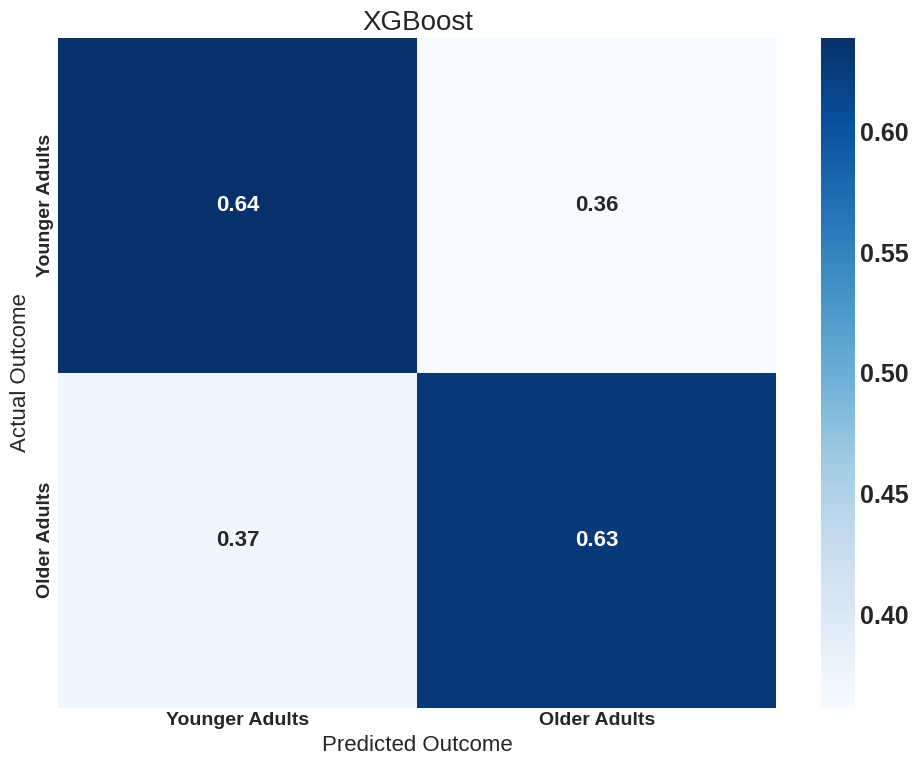 XGBoost
Actual Outcome
Younger Adults
Older Adults
0.64
0.36
0.37
0.63
Younger Adults
Older Adults
Predicted Outcome
0.60
0.55
0.50
0.45
0.40